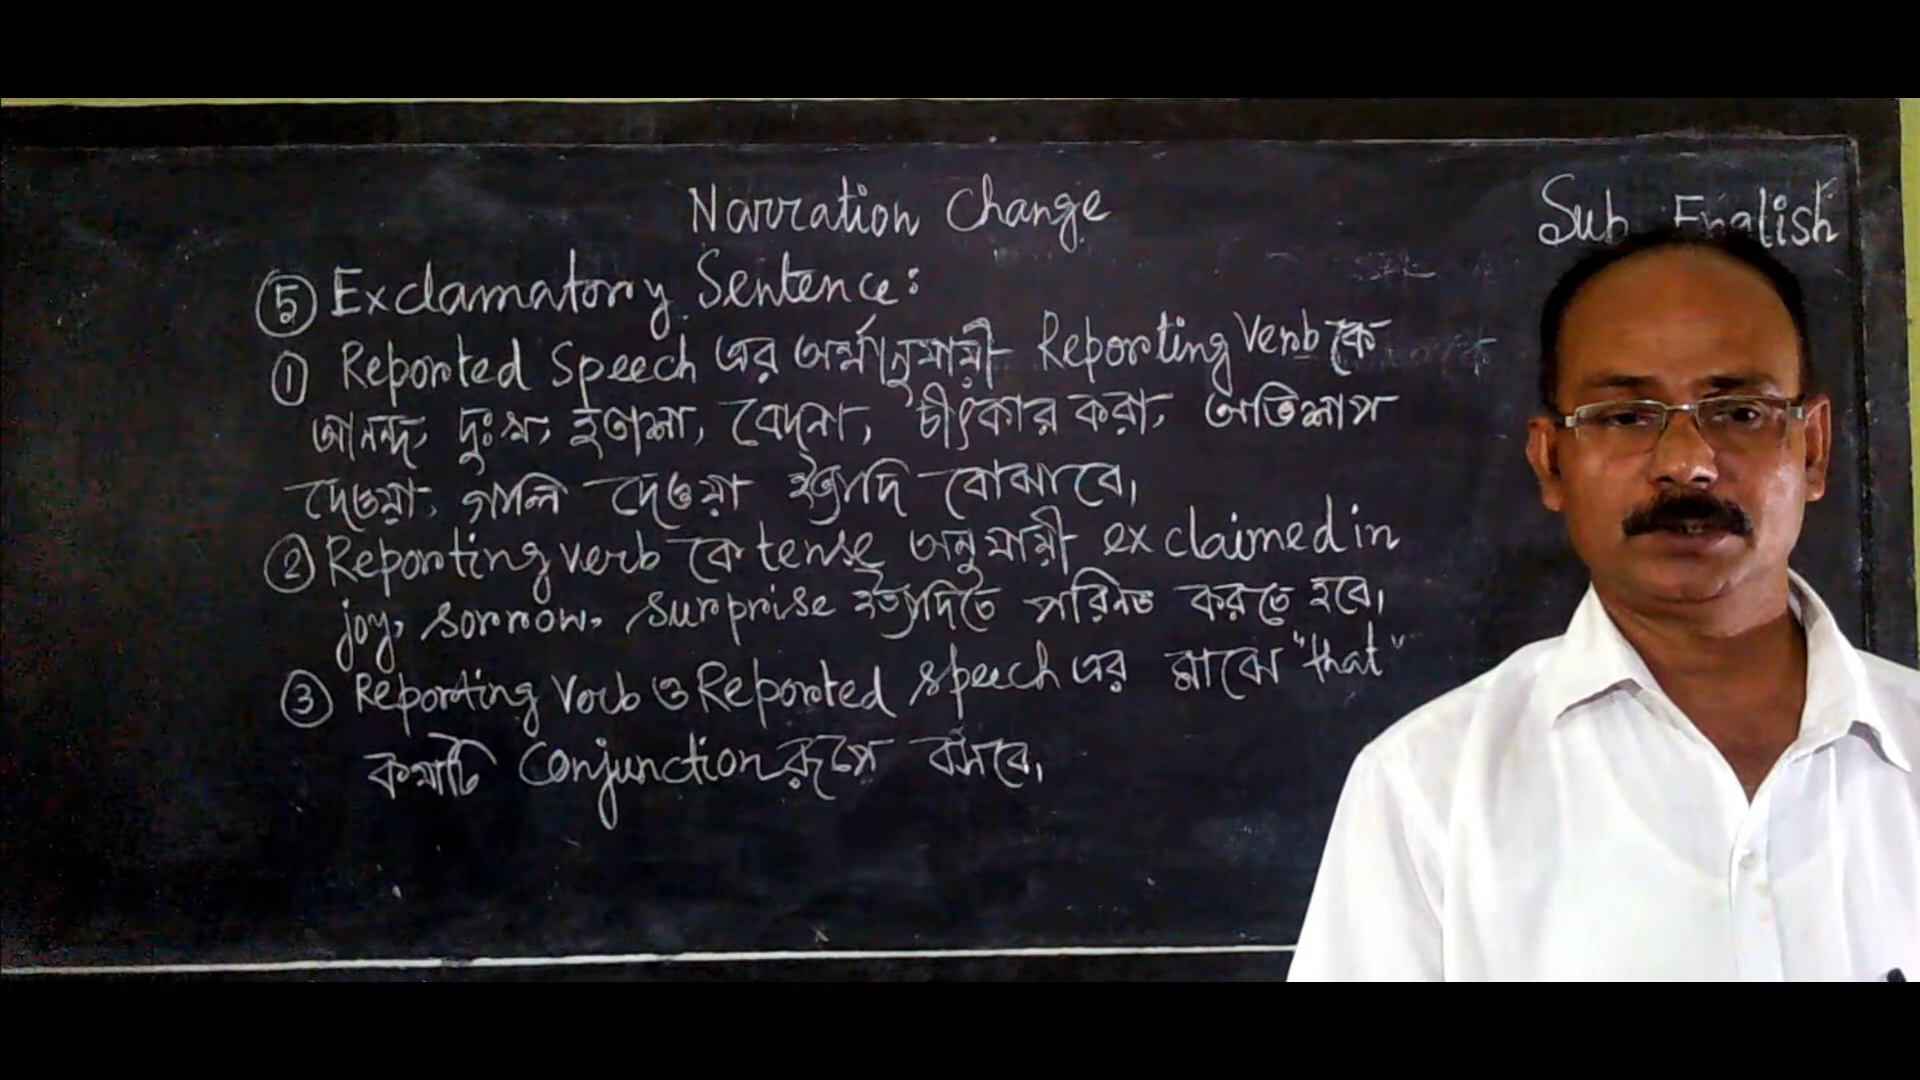 Narration Change
Sub English
⑤ Exclamatory Sentence:
① Reported Speech এর অর্থানুযায়ী Reporting Verb কে
আনন্দ, দুঃখ, হতাশা, বেদনা, চীৎকার করা, অভিশাপ
দেওয়া, গালি দেওয়া ইত্যাদি বোঝাবে।
② Reporting verb কে tense অনুযায়ী exclaimed in
joy, sorrow, surprise ইত্যাদিতে পরিনত করতে হবে।
③ Reporting Verb ও Reported speech এর মাঝে "that"
কথাটি Conjunction রূপে বসবে।